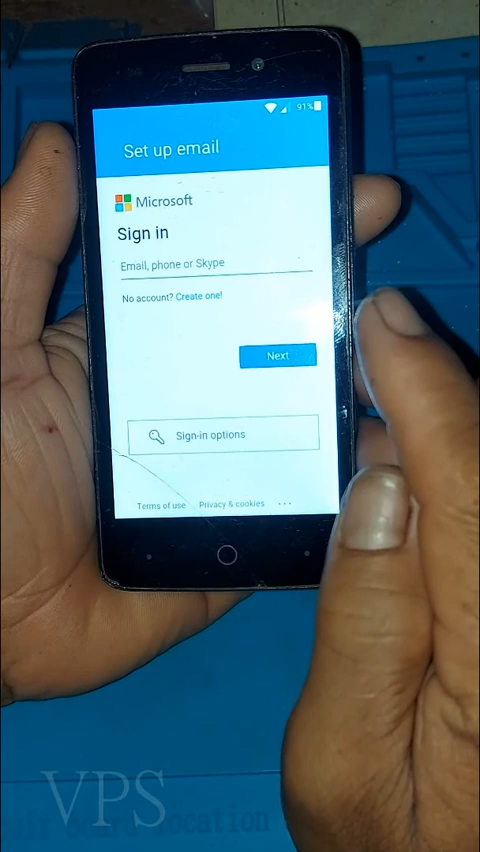 91%
Set up email
Microsoft
Sign in
Email, phone or Skype
No account? Create one!
Next
Sign-in options
Terms of use Privacy & cookies ...
VPS
location